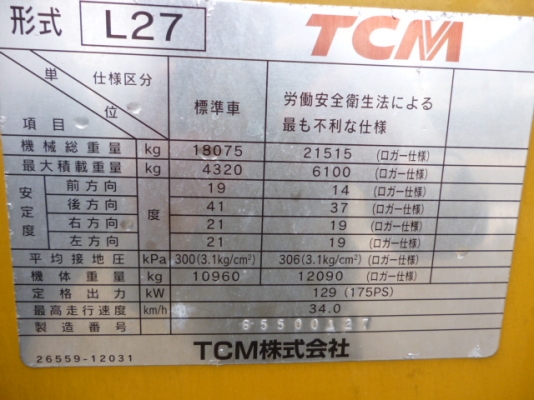 形式 L27 TCM
単位 仕様区分 項目 標準車 労働安全衛生法による
最も不利な仕様
機械総重量 kg 18075 21515 (ロガー仕様)
最大積載重量 kg 4320 6100 (ロガー仕様)
安定度 前方向 度 19 14 (ロガー仕様)
後方向 41 37 (ロガー仕様)
右方向 21 19 (ロガー仕様)
左方向 21 19 (ロガー仕様)
平均接地圧 kPa 300(3.1kg/cm²) 306(3.1kg/cm²) (ロガー仕様)
機体重量 kg 10960 12090 (ロガー仕様)
定格出力 kW 129 (175PS)
最高走行速度 km/h 34.0
製造番号
26559-12031 TCM株式会社